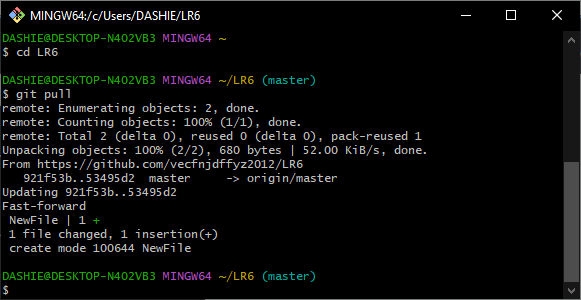 MINGW64:/c/Users/DASHIE/LR6
DASHIE@DESKTOP-N4O2VB3 MINGW64 ~
$ cd LR6
DASHIE@DESKTOP-N4O2VB3 MINGW64 ~/LR6 (master)
$ git pull
remote: Enumerating objects: 2, done.
remote: Counting objects: 100% (1/1), done.
remote: Total 2 (delta 0), reused 0 (delta 0), pack-reused 1
Unpacking objects: 100% (2/2), 680 bytes | 52.00 KiB/s, done.
From https://github.com/vecfnjdffyz2012/LR6
   921f53b..53495d2  master     -> origin/master
Updating 921f53b..53495d2
Fast-forward
 NewFile | 1 +
 1 file changed, 1 insertion(+)
 create mode 100644 NewFile
DASHIE@DESKTOP-N4O2VB3 MINGW64 ~/LR6 (master)
$